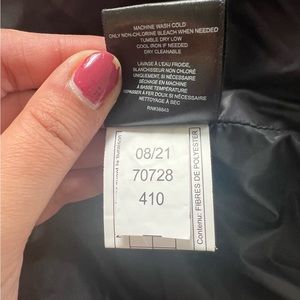 MACHINE WASH COLD
ONLY NON-CHLORINE BLEACH WHEN NEEDED
TUMBLE DRY LOW
COOL IRON IF NEEDED
DRY CLEANABLE
LAVAGE À L'EAU FROIDE,
BLANCHISSEUR NON CHLORÉ
UNIQUEMENT, SI NÉCESSAIRE
SÉCHAGE EN MACHINE
À BASSE TEMPÉRATURE
REPASSER À FER DOUX SI NÉCESSAIRE
NETTOYAGE À SEC
08/21
70728
410
Contenu: FIBRES DE POLYESTER